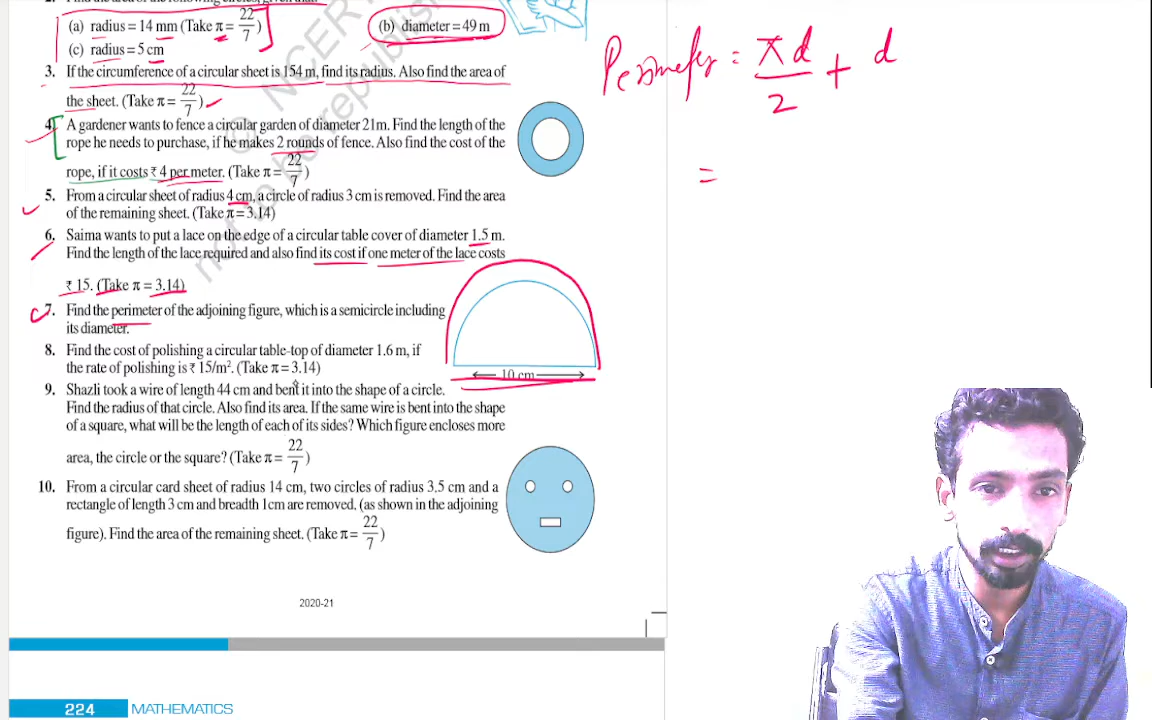 (a) radius = 14 mm (Take π = 22/7)
(b) diameter = 49 m
(c) radius = 5 cm
3. If the circumference of a circular sheet is 154 m, find its radius. Also find the area of
the sheet. (Take π = 22/7)
4. A gardener wants to fence a circular garden of diameter 21m. Find the length of the
rope he needs to purchase, if he makes 2 rounds of fence. Also find the cost of the
rope, if it costs ₹ 4 per meter. (Take π = 22/7)
5. From a circular sheet of radius 4 cm, a circle of radius 3 cm is removed. Find the area
of the remaining sheet. (Take π = 3.14)
6. Saima wants to put a lace on the edge of a circular table cover of diameter 1.5 m.
Find the length of the lace required and also find its cost if one meter of the lace costs
₹ 15. (Take π = 3.14)
7. Find the perimeter of the adjoining figure, which is a semicircle including
its diameter.
10 cm
8. Find the cost of polishing a circular table-top of diameter 1.6 m, if
the rate of polishing is ₹ 15/m². (Take π = 3.14)
9. Shazli took a wire of length 44 cm and bent it into the shape of a circle.
Find the radius of that circle. Also find its area. If the same wire is bent into the shape
of a square, what will be the length of each of its sides? Which figure encloses more
area, the circle or the square? (Take π = 22/7)
10. From a circular card sheet of radius 14 cm, two circles of radius 3.5 cm and a
rectangle of length 3 cm and breadth 1cm are removed. (as shown in the adjoining
figure). Find the area of the remaining sheet. (Take π = 22/7)
2020-21
224 MATHEMATICS
© NCERT
not to be republis
Perimeter = πd/2 + d
=